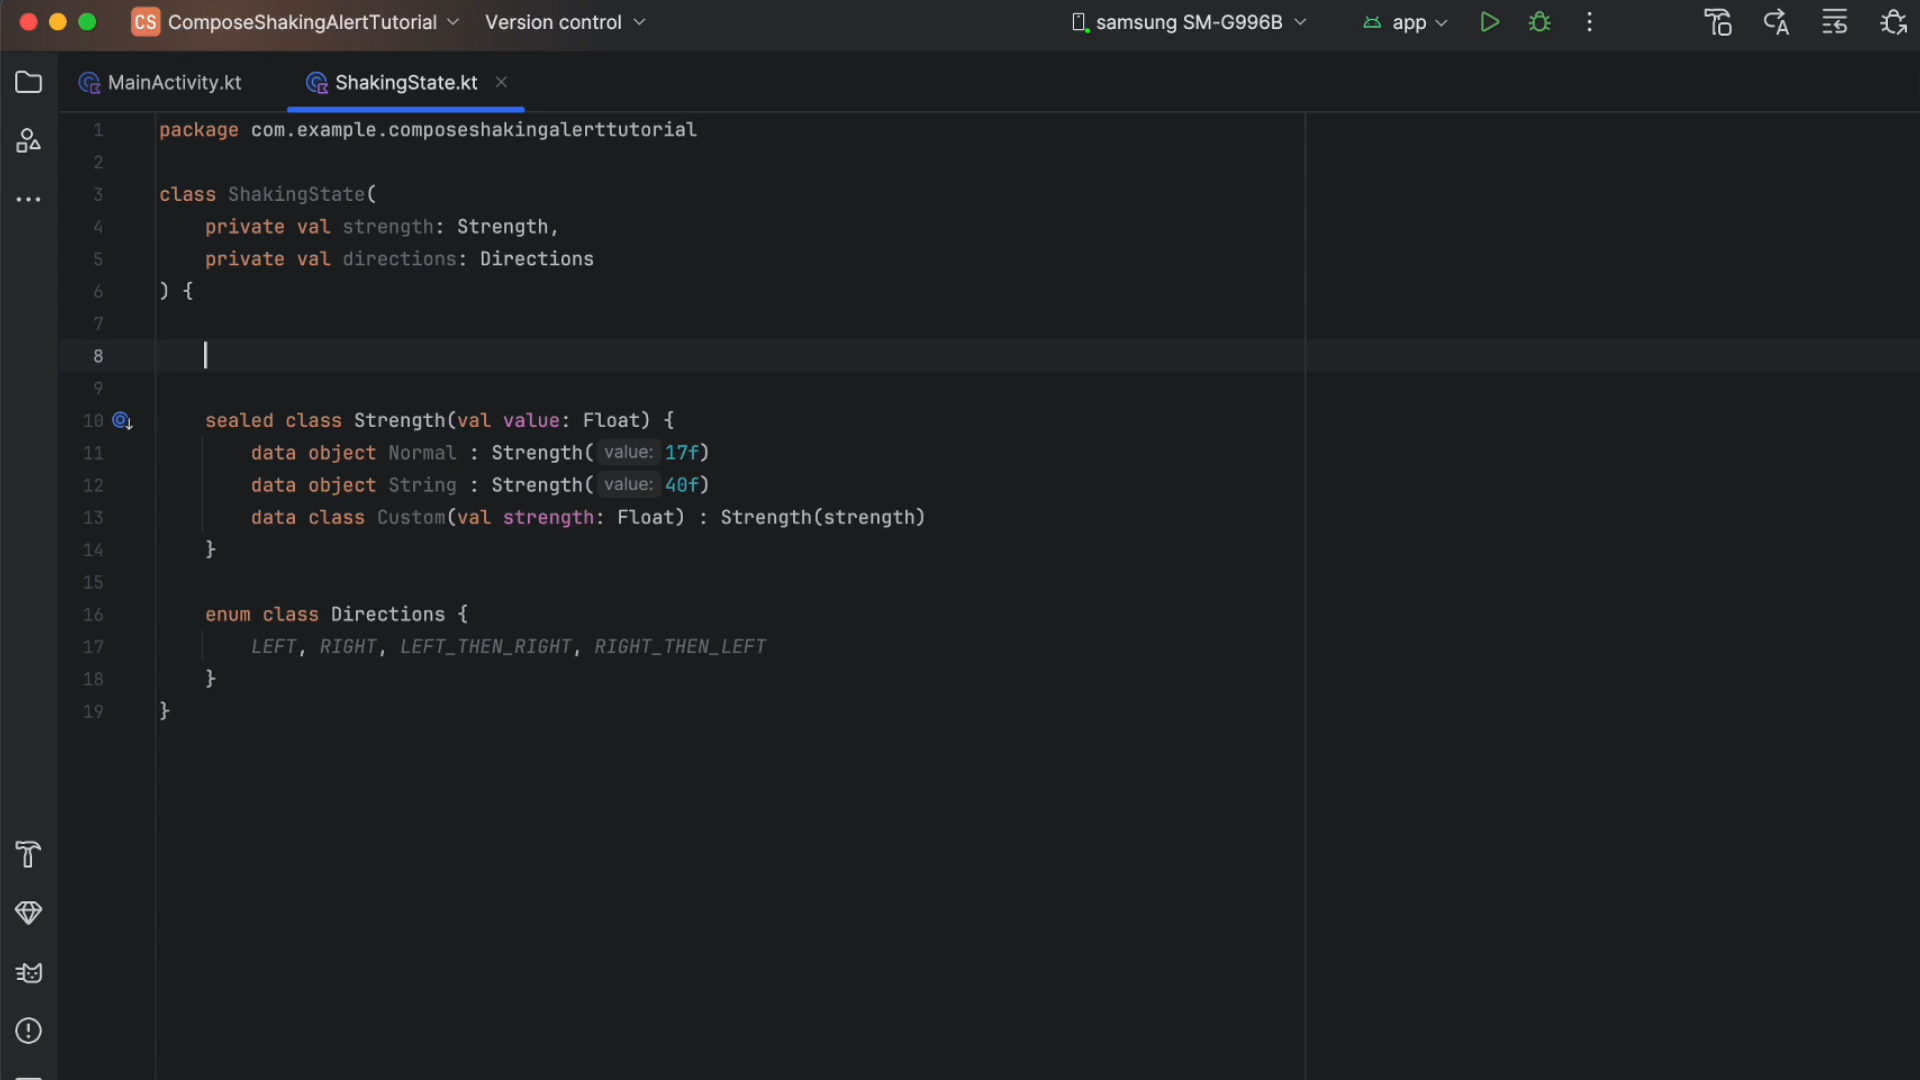 CS ComposeShakingAlertTutorial Version control samsung SM-G996B app
MainActivity.kt ShakingState.kt
1 package com.example.composeshakingalerttutorial
2
3 class ShakingState(
4 private val strength: Strength,
5 private val directions: Directions
6 ) {
7
8
9
10 sealed class Strength(val value: Float) {
11 data object Normal : Strength( value: 17f)
12 data object String : Strength( value: 40f)
13 data class Custom(val strength: Float) : Strength(strength)
14 }
15
16 enum class Directions {
17 LEFT, RIGHT, LEFT_THEN_RIGHT, RIGHT_THEN_LEFT
18 }
19 }